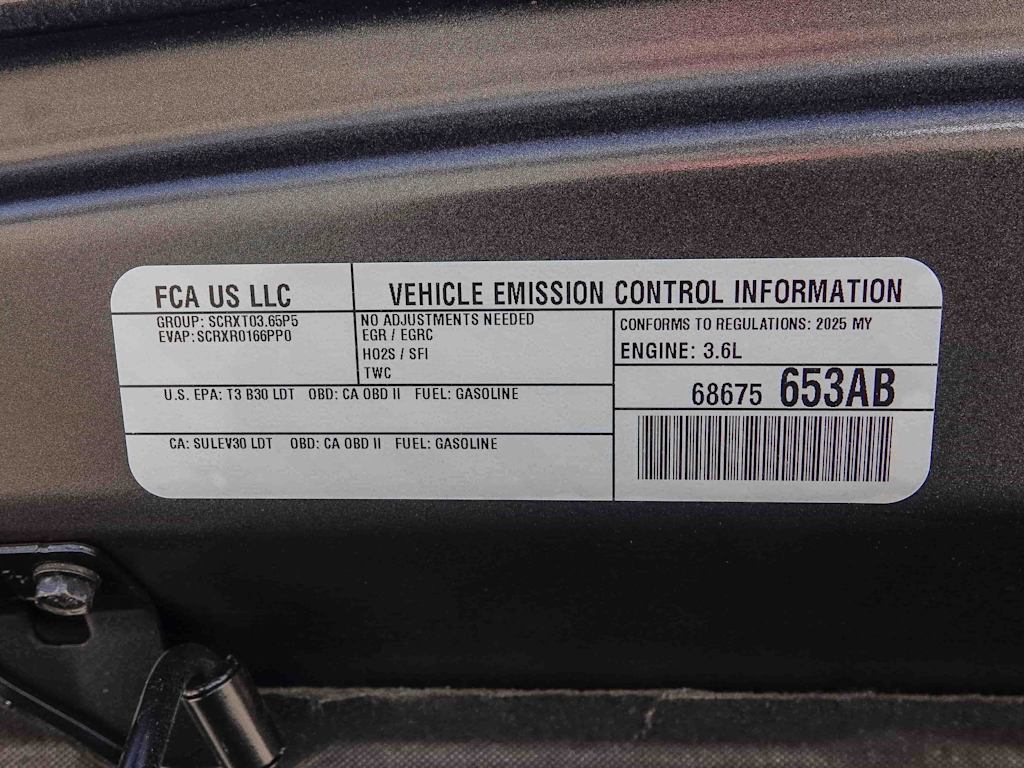 FCA US LLC
VEHICLE EMISSION CONTROL INFORMATION
GROUP: SCRXT03.65P5
EVAP: SCRXR0166PP0
NO ADJUSTMENTS NEEDED
EGR / EGRC
HO2S / SFI
TWC
CONFORMS TO REGULATIONS: 2025 MY
ENGINE: 3.6L
68675 653AB
U.S. EPA: T3 B30 LDT OBD: CA OBD II FUEL: GASOLINE
CA: SULEV30 LDT OBD: CA OBD II FUEL: GASOLINE